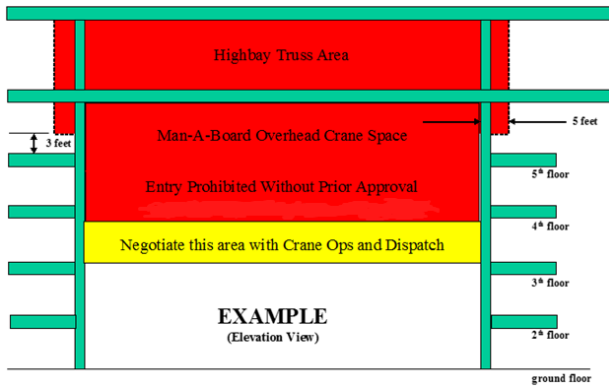 Highbay Truss Area
Man-A-Board Overhead Crane Space
5 feet
3 feet
Entry Prohibited Without Prior Approval
5th floor
4th floor
Negotiate this area with Crane Ops and Dispatch
3rd floor
EXAMPLE
(Elevation View)
2nd floor
ground floor